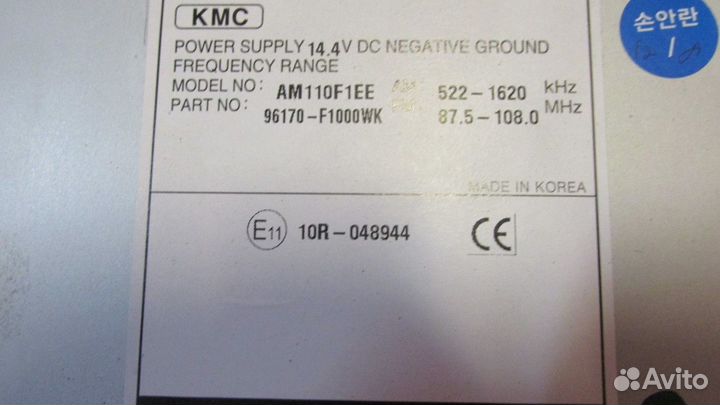 KMC
손안란
1
POWER SUPPLY 14.4V DC NEGATIVE GROUND
FREQUENCY RANGE
MODEL NO: AM110F1EE 522-1620 kHz
PART NO: 96170-F1000WK 87.5-108.0 MHz
MADE IN KOREA
E11 10R-048944 CE
Avito